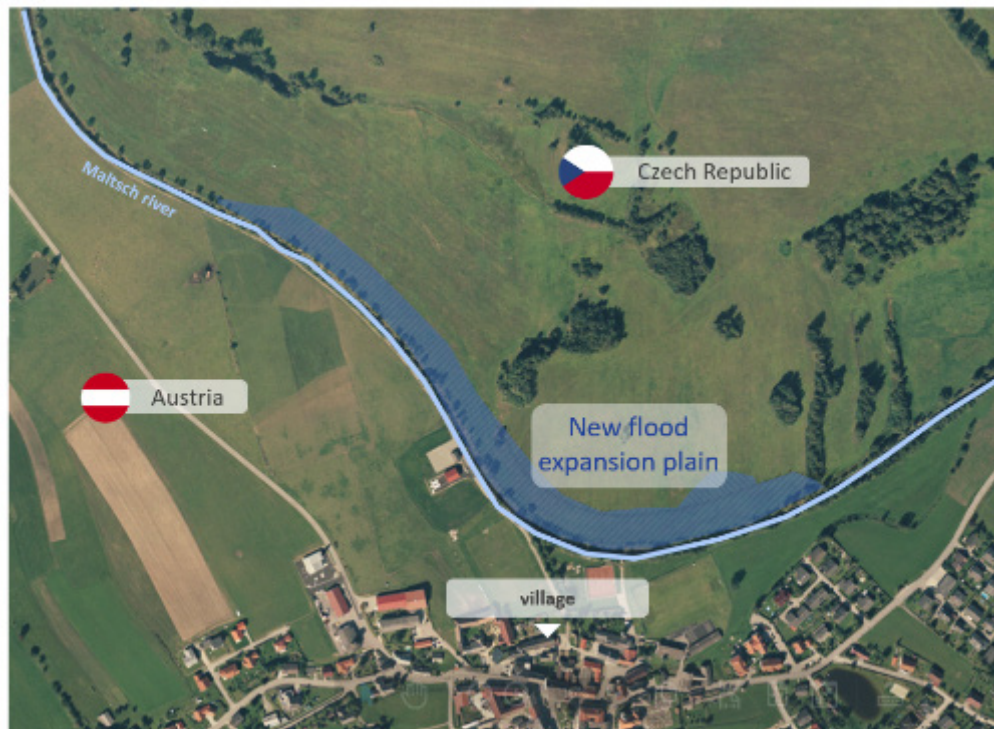 Maltsch river
Czech Republic
Austria
New flood
expansion plain
village